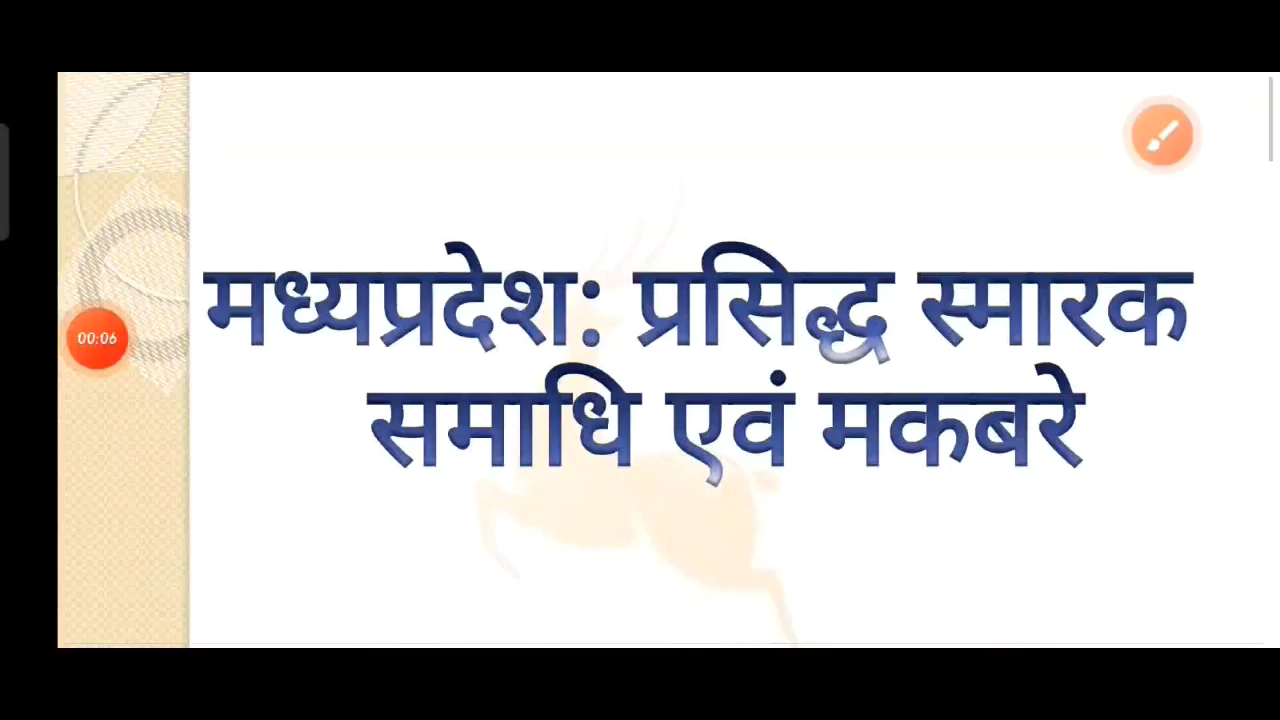 मध्यप्रदेश: प्रसिद्ध स्मारक
समाधि एवं मकबरे
00:06